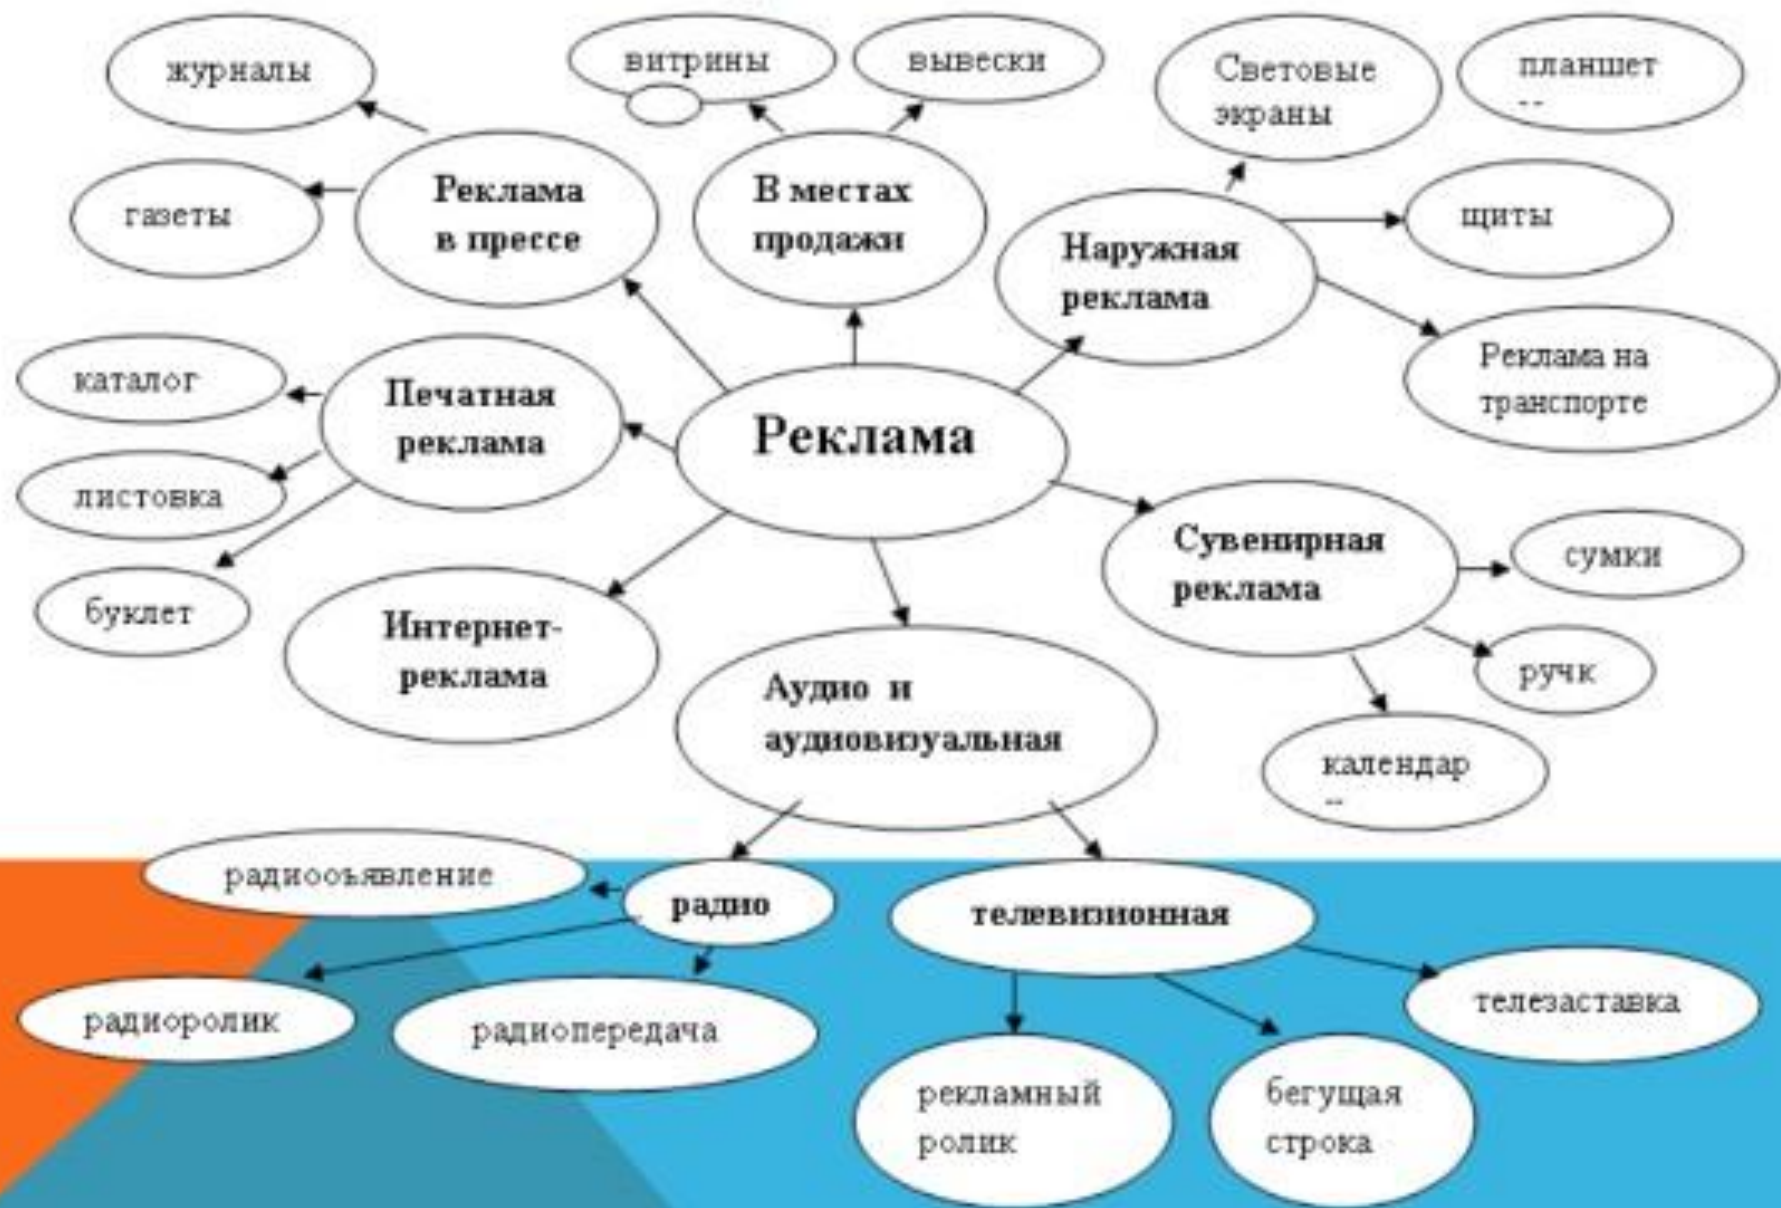 журналы
витрины
вывески
Световые
экраны
планшет
газеты
Реклама
в прессе
В местах
продажи
Наружная
реклама
щиты
каталог
Печатная
реклама
Реклама
Реклама на
транспорте
листовка
буклет
Интернет-
реклама
Аудио и
аудиовизуальная
Сувенирная
реклама
сумки
ручк
календар
радиооъявление
радио
телевизионная
радиоролик
радиопередача
телезаставка
рекламный
ролик
бегущая
строка